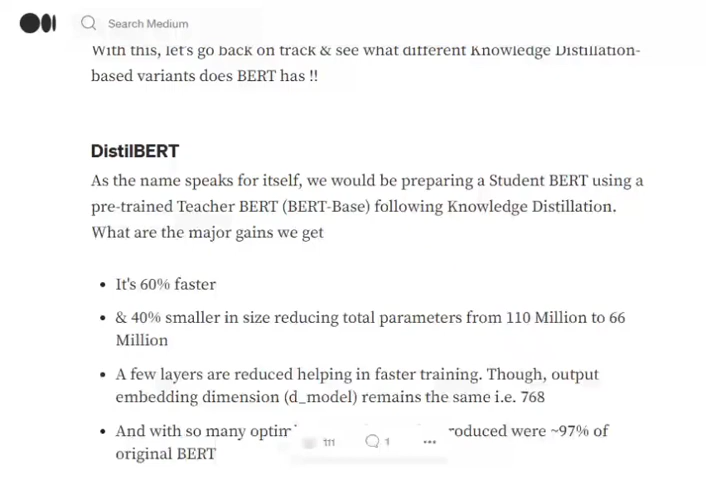 Search Medium
With this, let's go back on track & see what different Knowledge Distillation-
based variants does BERT has !!
DistilBERT
As the name speaks for itself, we would be preparing a Student BERT using a
pre-trained Teacher BERT (BERT-Base) following Knowledge Distillation.
What are the major gains we get
• It's 60% faster
• & 40% smaller in size reducing total parameters from 110 Million to 66
Million
• A few layers are reduced helping in faster training. Though, output
embedding dimension (d_model) remains the same i.e. 768
• And with so many were ~97% of
111 1
original BERT